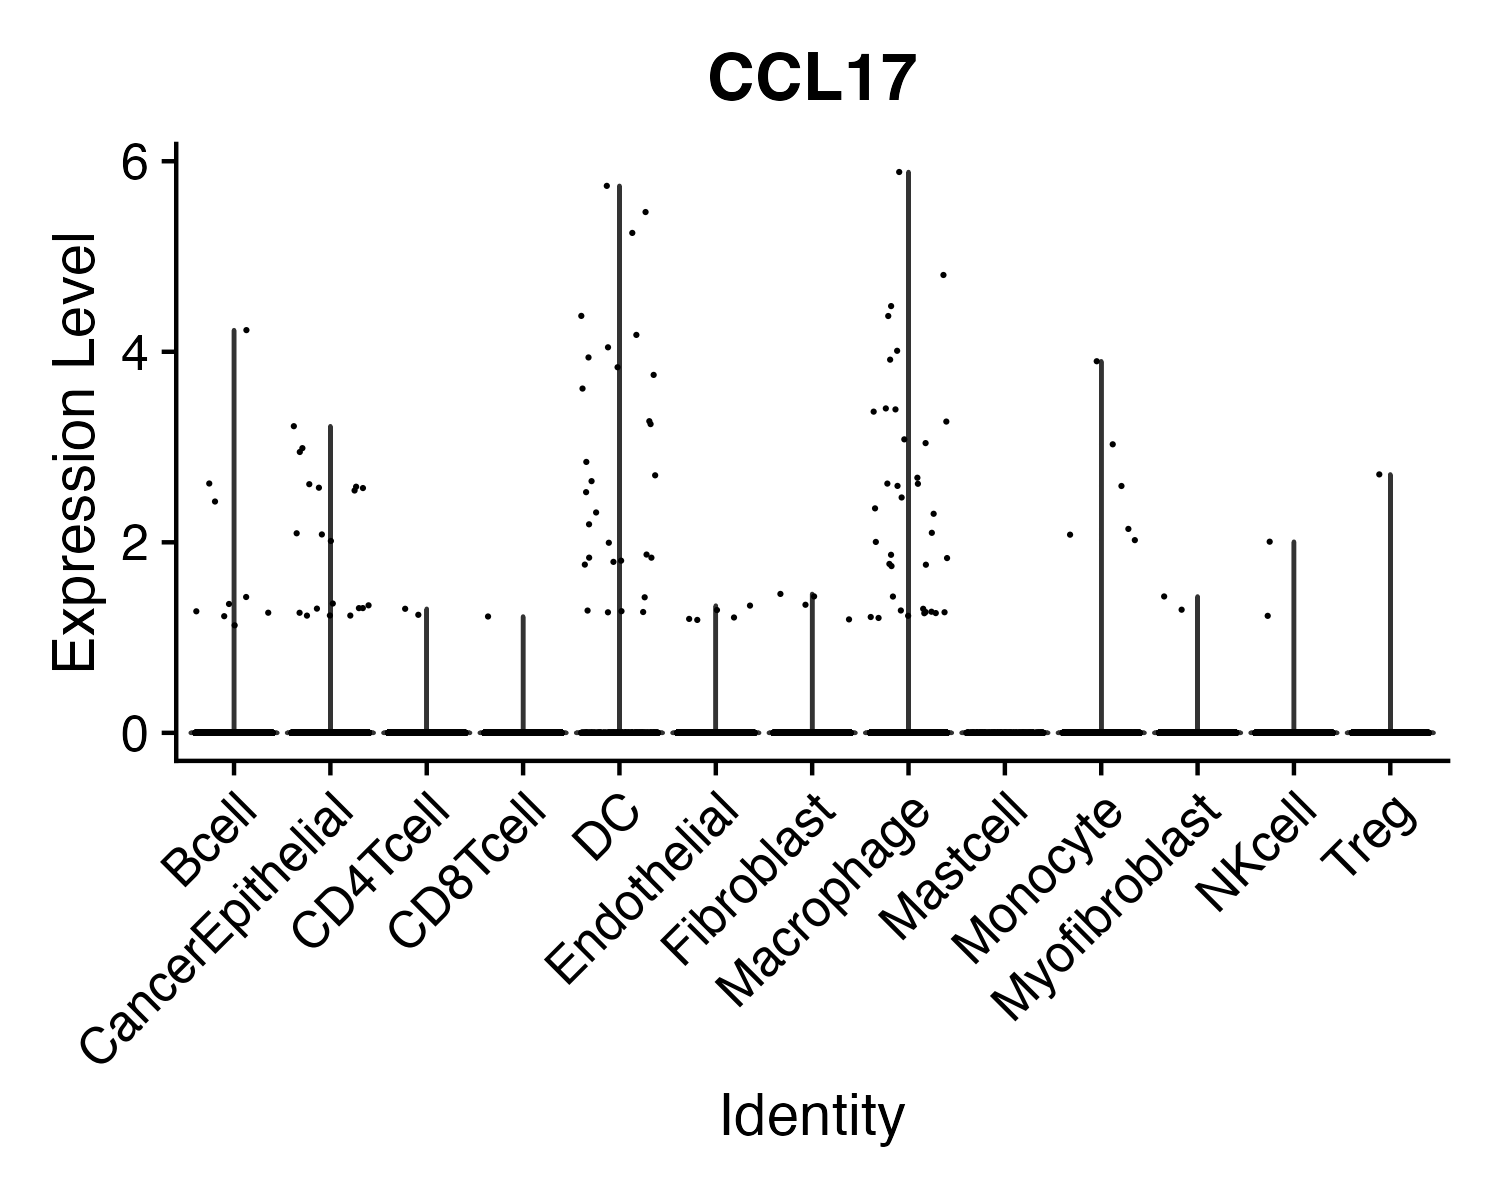 CCL17
Expression Level
6
4
2
0
Bcell
CancerEpithelial
CD4Tcell
CD8Tcell
DC
Endothelial
Fibroblast
Macrophage
Mastcell
Monocyte
Myofibroblast
NKcell
Treg
Identity